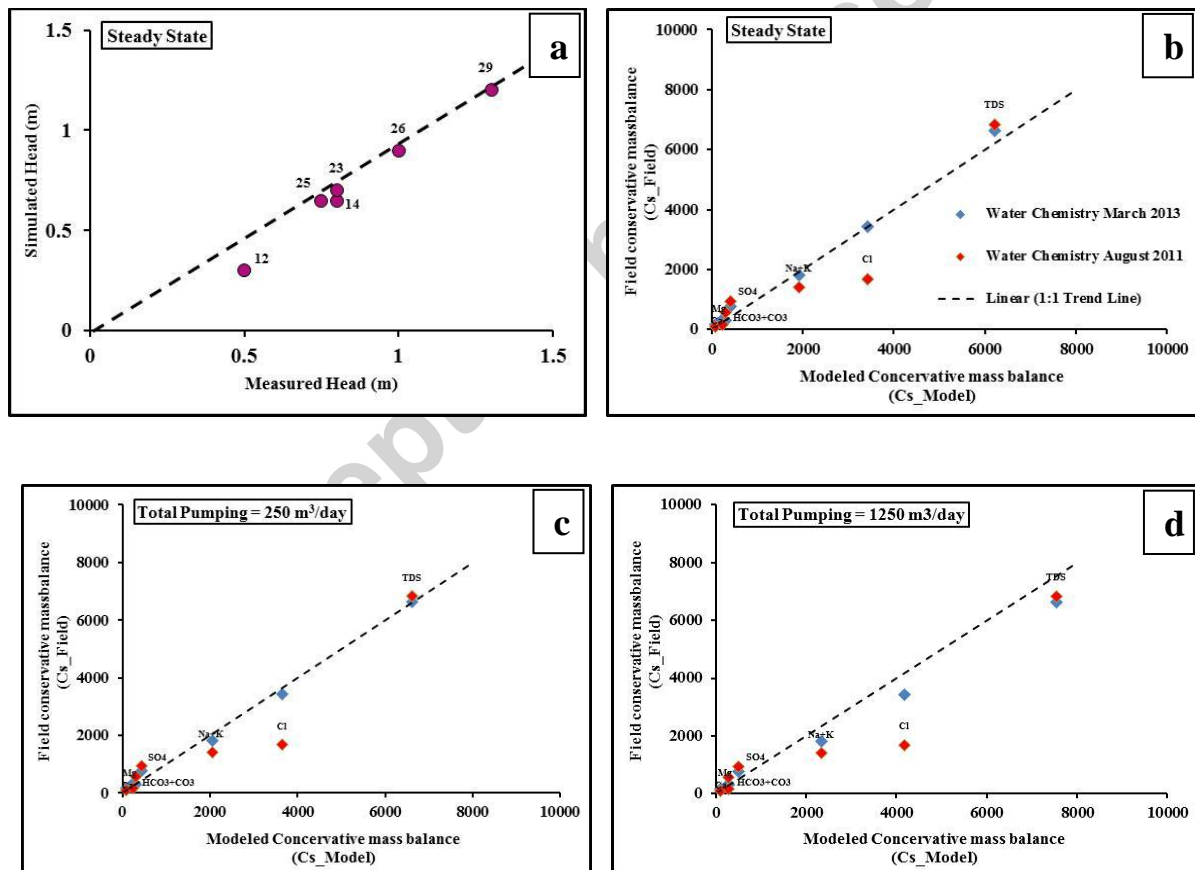 Steady State
a
1.5
1
0.5
0
29
26
23
25
14
12
0
0.5
1
1.5
Simulated Head (m)
Measured Head (m)
Steady State
b
10000
8000
6000
4000
2000
0
TDS
Water Chemistry March 2013
Cl
Water Chemistry August 2011
Na+K
SO4
Linear (1:1 Trend Line)
Mg
HCO3+CO3
0
2000
4000
6000
8000
10000
Field conservative massbalance
(Cs_Field)
Modeled Concervative mass balance
(Cs_Model)
Total Pumping = 250 m³/day
c
10000
8000
6000
4000
2000
0
TDS
Cl
Na+K
SO4
Mg
HCO3+CO3
0
2000
4000
6000
8000
10000
Field conservative massbalance
(Cs_Field)
Modeled Concervative mass balance
(Cs_Model)
Total Pumping = 1250 m3/day
d
10000
8000
6000
4000
2000
0
TDS
Cl
Na+K
SO4
Mg
HCO3+CO3
0
2000
4000
6000
8000
10000
Field conservative massbalance
(Cs_Field)
Modeled Concervative mass balance
(Cs_Model)